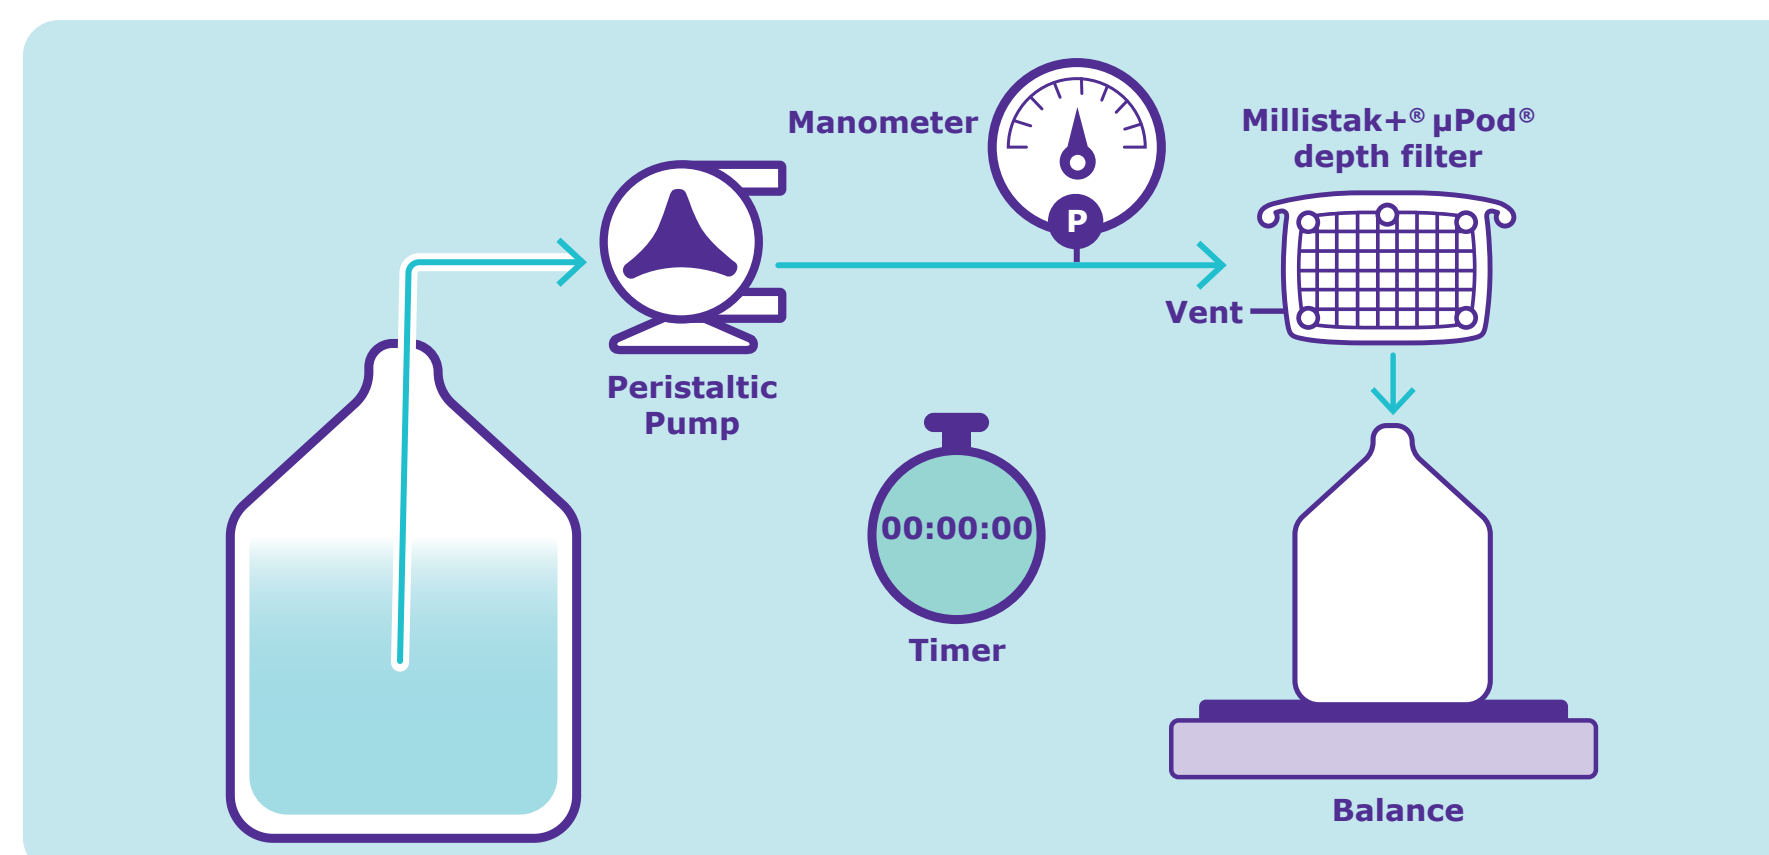 Manometer
P
Millistak+® µPod®
depth filter
Vent
Peristaltic
Pump
00:00:00
Timer
Balance